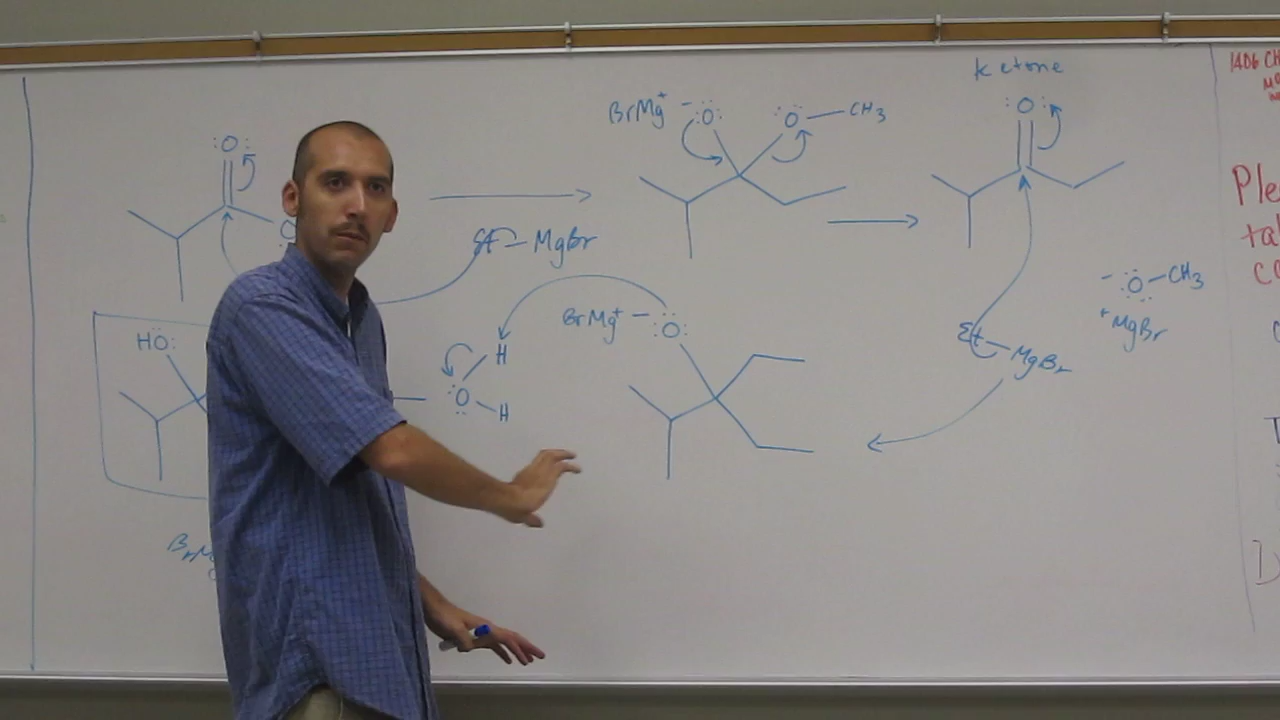 ketone
:O:
BrMg⁺ ⁻:O: O—CH3
:O:
Et—MgBr
BrMg⁺ ⁻:O:
HO:
H
:O—H
Et—MgBr
⁻:O—CH3
⁺MgBr
Ple
ta